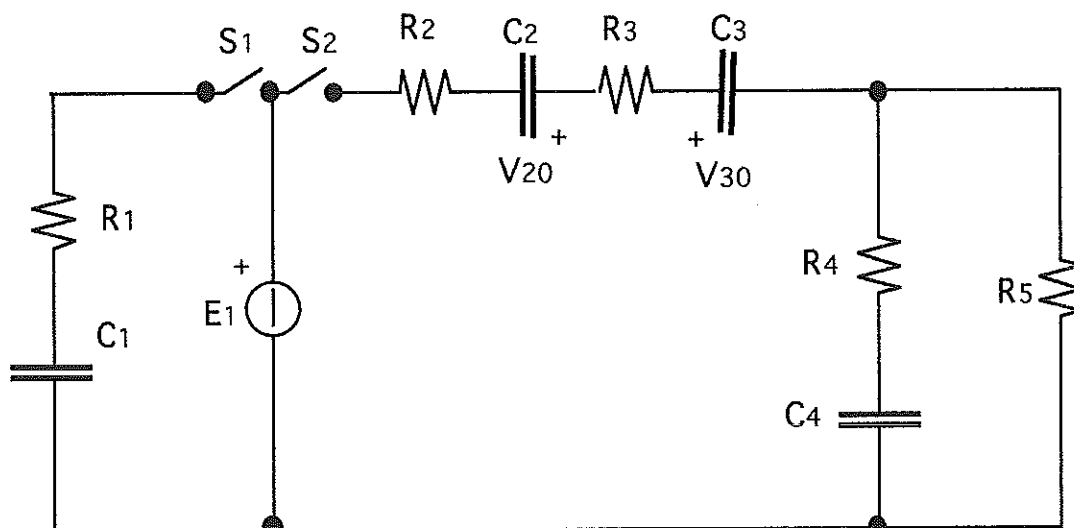 S1 S2 R2 C2 R3 C3
+ +
V20 V30
R1 R4
+ R5
E1
C1
C4